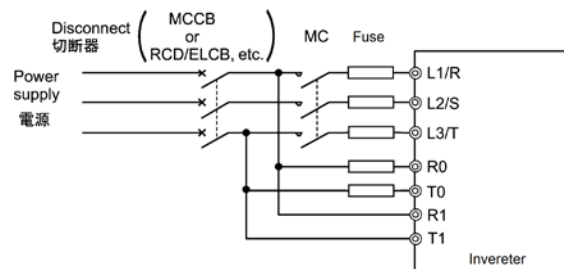 Disconnect
切断器
MCCB
or
RCD/ELCB, etc.
MC
Fuse
Power
supply
電源
L1/R
L2/S
L3/T
R0
T0
R1
T1
Invereter